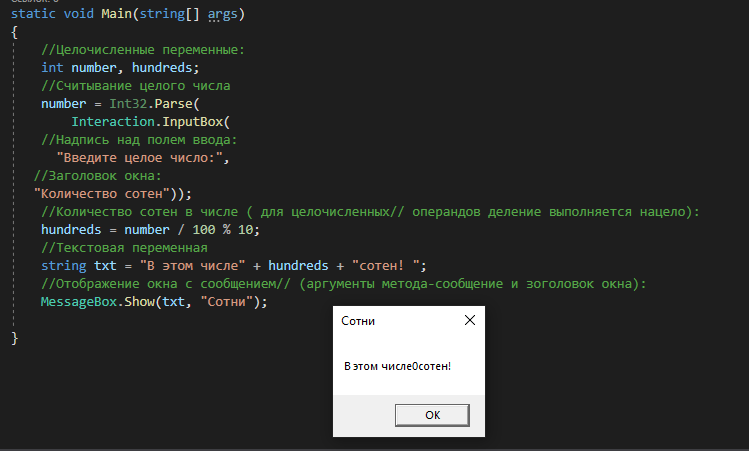 static void Main(string[] args)
{
//Целочисленные переменные:
int number, hundreds;
//Считывание целого числа
number = Int32.Parse(
Interaction.InputBox(
//Надпись над полем ввода:
"Введите целое число:",
//Заголовок окна:
"Количество сотен"));
//Количество сотен в числе ( для целочисленных// операндов деление выполняется нацело):
hundreds = number / 100 % 10;
//Текстовая переменная
string txt = "В этом числе" + hundreds + "сотен! ";
//Отображение окна с сообщением// (аргументы метода-сообщение и зоголовок окна):
MessageBox.Show(txt, "Сотни");
}
Сотни
В этом числе0сотен!
OK